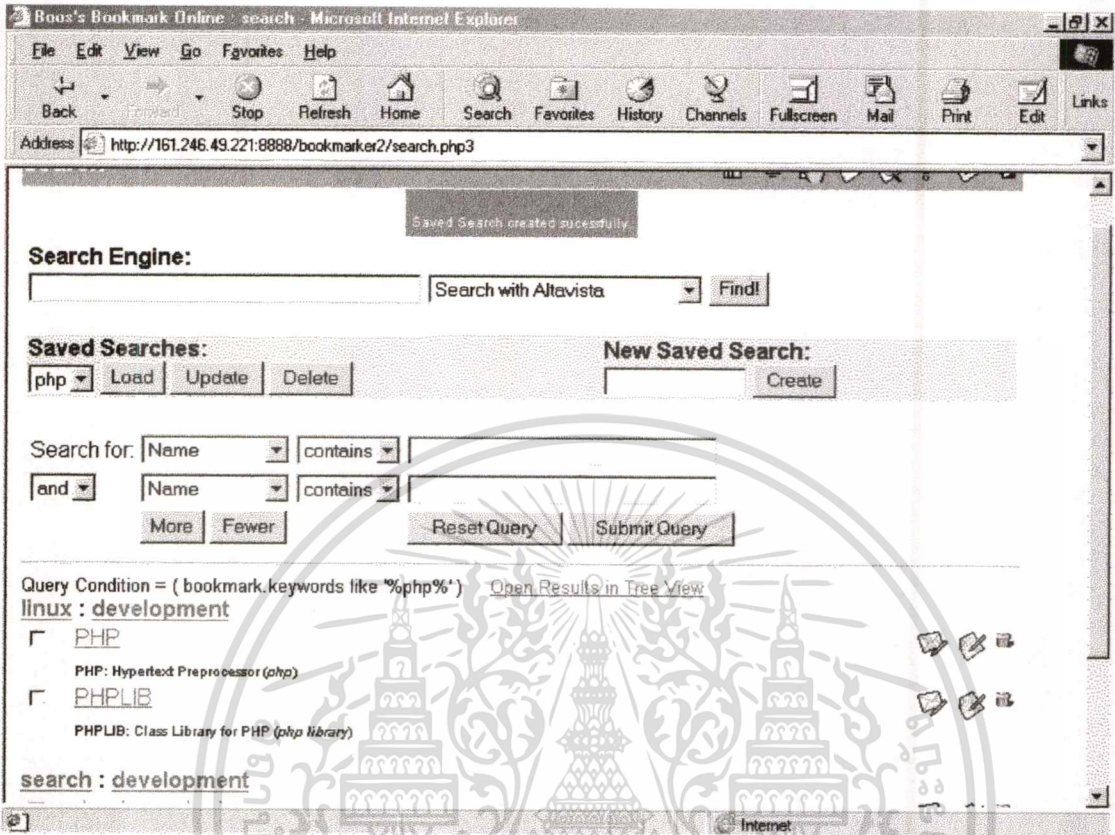 Boos's Bookmark Online : search - Microsoft Internet Explorer
File Edit View Go Favorites Help
Back Forward Stop Refresh Home Search Favorites History Channels Fullscreen Mail Print Edit Links
Address http://161.246.49.221:8888/bookmarker2/search.php3
Saved Search created sucessfully.
Search Engine:
Search with Altavista Find!
Saved Searches: New Saved Search:
php Load Update Delete Create
Search for: Name contains
and Name contains
More Fewer Reset Query Submit Query
Query Condition = ( bookmark.keywords like '%php%' ) Open Results in Tree View
linux : development
PHP
PHP: Hypertext Preprocessor (php)
PHPLIB
PHPLIB: Class Library for PHP (php library)
search : development
Internet